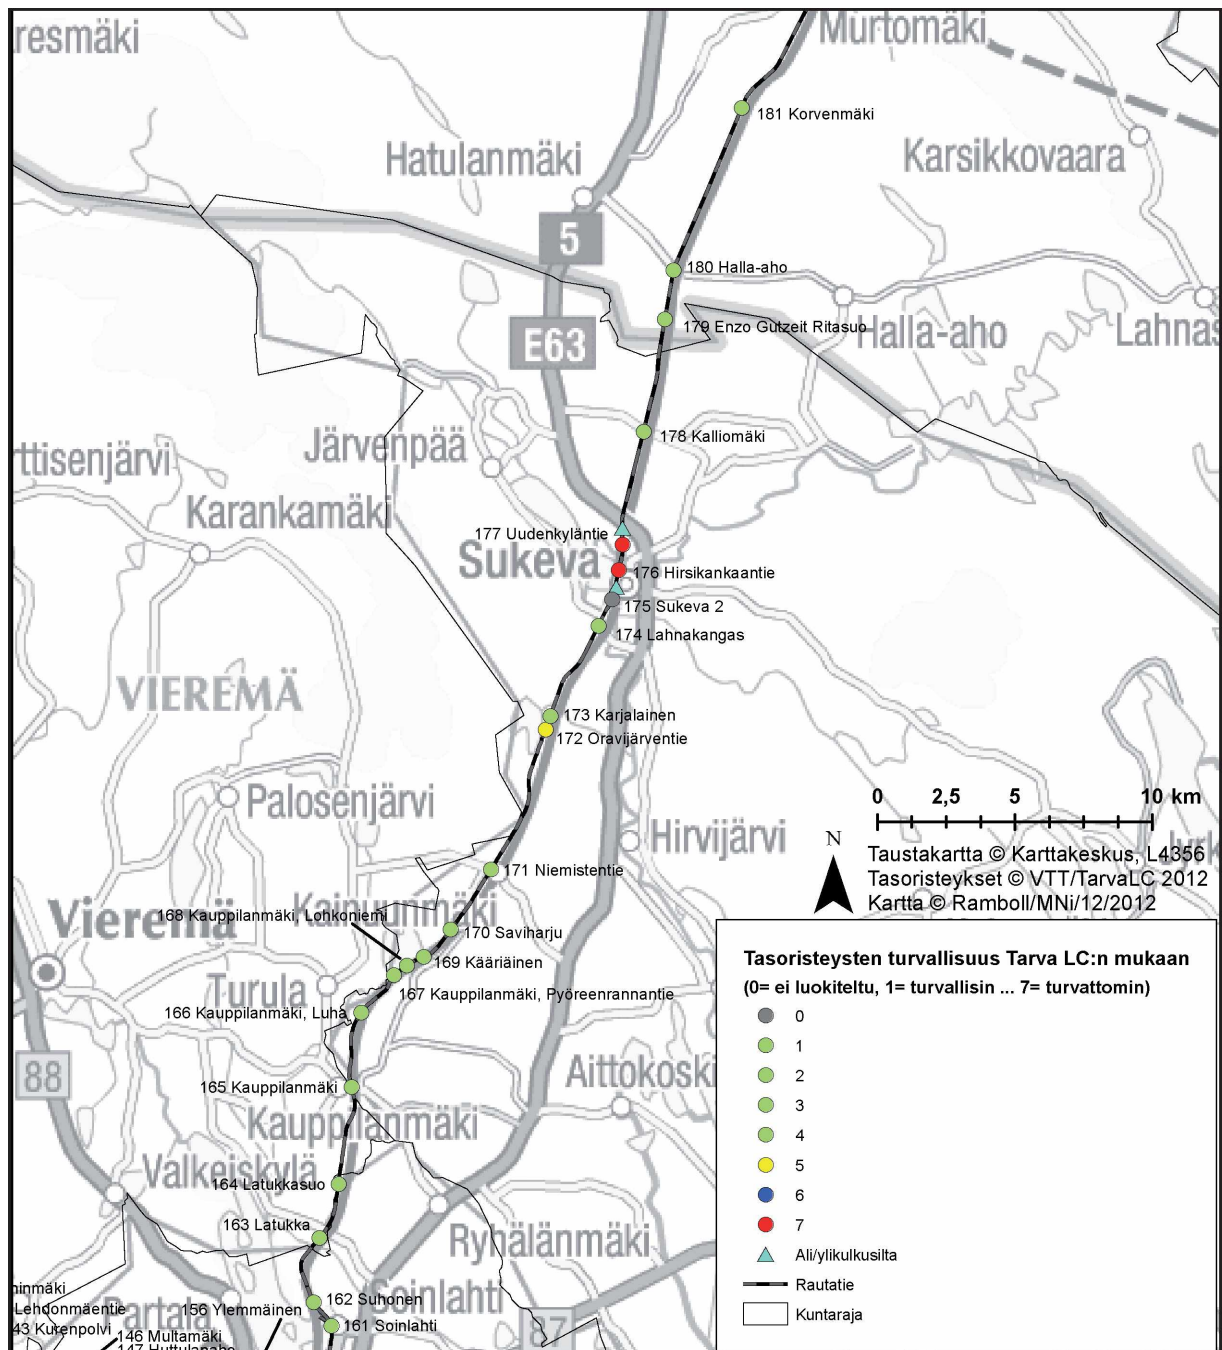 resmäki
Murtomäki
181 Korvenmäki
Hatulanmäki
Karsikkovaara
5
180 Halla-aho
179 Enzo Gutzeit Ritasuo
Halla-aho
Lahnas
E63
178 Kalliomäki
Järvenpää
rttisenjärvi
Karankamäki
177 Uudenkyläntie
Sukeva
176 Hirsikankaantie
175 Sukeva 2
174 Lahnakangas
VIEREMÄ
173 Karjalainen
172 Oravijärventie
Palosenjärvi
Hirvijärvi
0 2,5 5 10 km
N
Taustakartta © Karttakeskus, L4356
Tasoristeykset © VTT/TarvaLC 2012
Kartta © Ramboll/MNi/12/2012
171 Niemistentie
Kainuunmäki
168 Kauppilanmäki, Lohkoniemi
Vieremä
170 Saviharju
169 Kääriäinen
167 Kauppilanmäki, Pyöreenrannantie
Turula
166 Kauppilanmäki, Luha
88
165 Kauppilanmäki
Aittokoski
Kauppilanmäki
Valkeiskylä
164 Latukkasuo
163 Latukka
Ryhälänmäki
162 Suhonen
Soinlahti
161 Soinlahti
156 Ylemmäinen
Partala
ninmäki
Lehdonmäentie
43 Kurenpolvi
146 Multamäki
147 Huttulanaho
87
Tasoristeysten turvallisuus Tarva LC:n mukaan
(0= ei luokiteltu, 1= turvallisin ... 7= turvattomin)
0
1
2
3
4
5
6
7
Ali/ylikulkusilta
Rautatie
Kuntaraja